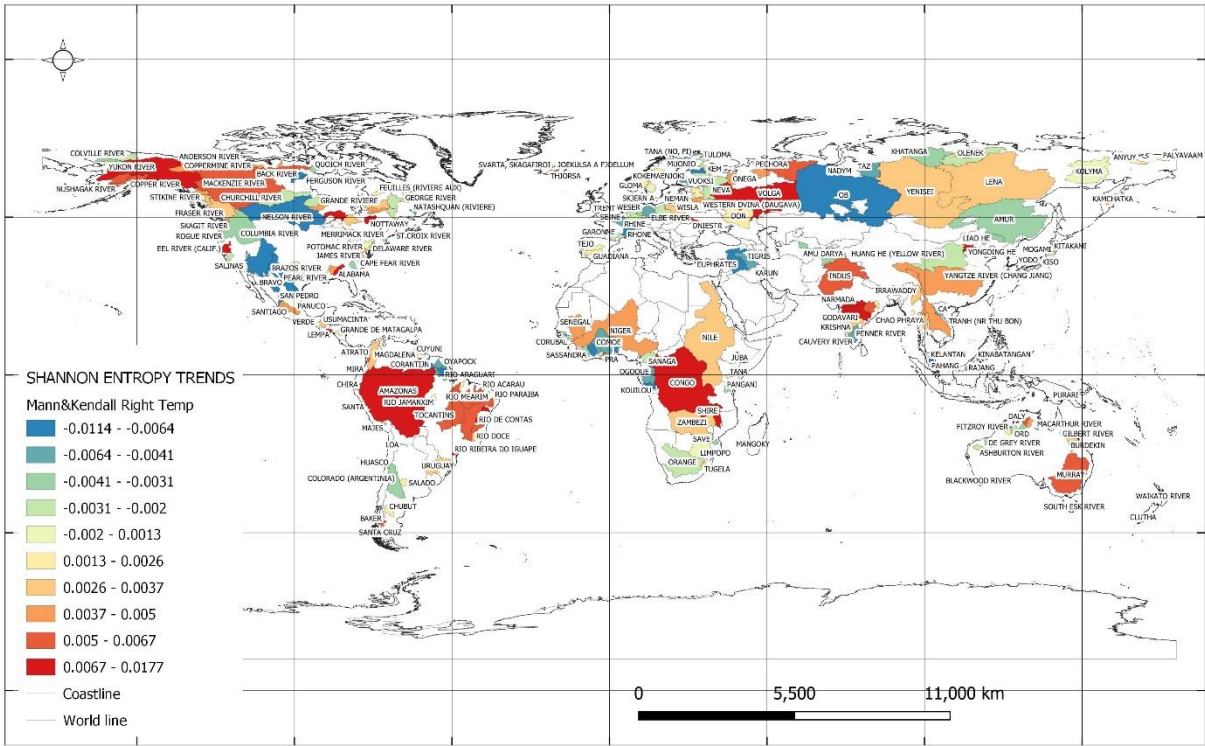 COLVILLE RIVER
ANDERSON RIVER
YUKON RIVER
COPPERMINE RIVER
QUOICH RIVER
BACK RIVER
NUSHAGAK RIVER
COPPER RIVER
MACKENZIE RIVER
FERGUSON RIVER
STIKINE RIVER
CHURCHILL RIVER
FEUILLES (RIVIERE AUX)
GRANDE RIVIERE
GEORGE RIVER
NATASHQUAN (RIVIERE)
FRASER RIVER
NELSON RIVER
NOTTAWAY
SKAGIT RIVER
ROGUE RIVER
COLUMBIA RIVER
MERRIMACK RIVER
ST.CROIX RIVER
EEL RIVER (CALIF.)
POTOMAC RIVER
DELAWARE RIVER
JAMES RIVER
SALINAS
BRAZOS RIVER
CAPE FEAR RIVER
PEARL RIVER
ALABAMA
BRAVO
SAN PEDRO
SANTIAGO
PANUCO
VERDE
USUMACINTA
LEMPA
GRANDE DE MATAGALPA
ATRATO
MAGDALENA
CUYUNI
MIRA
CORANTIJN
OYAPOCK
RIO ARAGUARI
CHIRA
AMAZONAS
RIO ACARAU
RIO MEARIM
RIO PARAIBA
RIO JAMANXIM
SANTA
TOCANTINS
RIO DE CONTAS
MAJES
RIO DOCE
LOA
RIO RIBEIRA DO IGUAPE
HUASCO
URUGUAY
COLORADO (ARGENTINIA)
SALADO
CHUBUT
BAKER
SANTA CRUZ
SVARTA, SKAGAFIROI
JOEKULSA A FJOELLUM
THJORSA
TANA (NO, FI)
TULOMA
MUONIO
KEM
KOKEMAENJOKI
VUOKSI
ONEGA
PECHORA
GLOMA
NEVA
SKJERN A
NEMAN
VOLGA
WESTERN DVINA (DAUGAVA)
TRENT
WESER
WISLA
SEINE
ELBE RIVER
DON
RHINE
GARONNE
RHONE
DNIESTR
TEJO
GUADIANA
EUPHRATES
TIGRIS
KARUN
NADYM
TAZ
OB
KHATANGA
OLENEK
YENISEI
LENA
ANYUY
PALYAVAAM
KOLYMA
KAMCHATKA
AMUR
AMU DARYA
HUANG HE (YELLOW RIVER)
LIAO HE
YONGDING HE
MOGAMI
KITAKANI
YODO
KISO
INDUS
YANGTZE RIVER (CHANG JIANG)
NARMADA
IRRAWADDY
GODAVARI
CA
KRISHNA
CHAO PHRAYA
TRANH (NR THU BON)
PENNER RIVER
CAUVERY RIVER
KELANTAN
KINABATANGAN
PAHANG
RAJANG
PURARI
SENEGAL
NIGER
CORUBAL
COMOE
NILE
SASSANDRA
PRA
SANAGA
JUBA
OGOOUE
TANA
CONGO
PANGANI
KOUILOU
SHIRE
ZAMBEZI
SAVE
MANGOKY
LIMPOPO
ORANGE
TUGELA
DALY
FITZROY RIVER
ORD
MACARTHUR RIVER
GILBERT RIVER
DE GREY RIVER
BURDEKIN
ASHBURTON RIVER
MURRAY
BLACKWOOD RIVER
SOUTH ESK RIVER
WAIKATO RIVER
CLUTHA
SHANNON ENTROPY TRENDS
Mann&Kendall Right Temp
-0.0114 - -0.0064
-0.0064 - -0.0041
-0.0041 - -0.0031
-0.0031 - -0.002
-0.002 - 0.0013
0.0013 - 0.0026
0.0026 - 0.0037
0.0037 - 0.005
0.005 - 0.0067
0.0067 - 0.0177
Coastline
World line
0 5,500 11,000 km